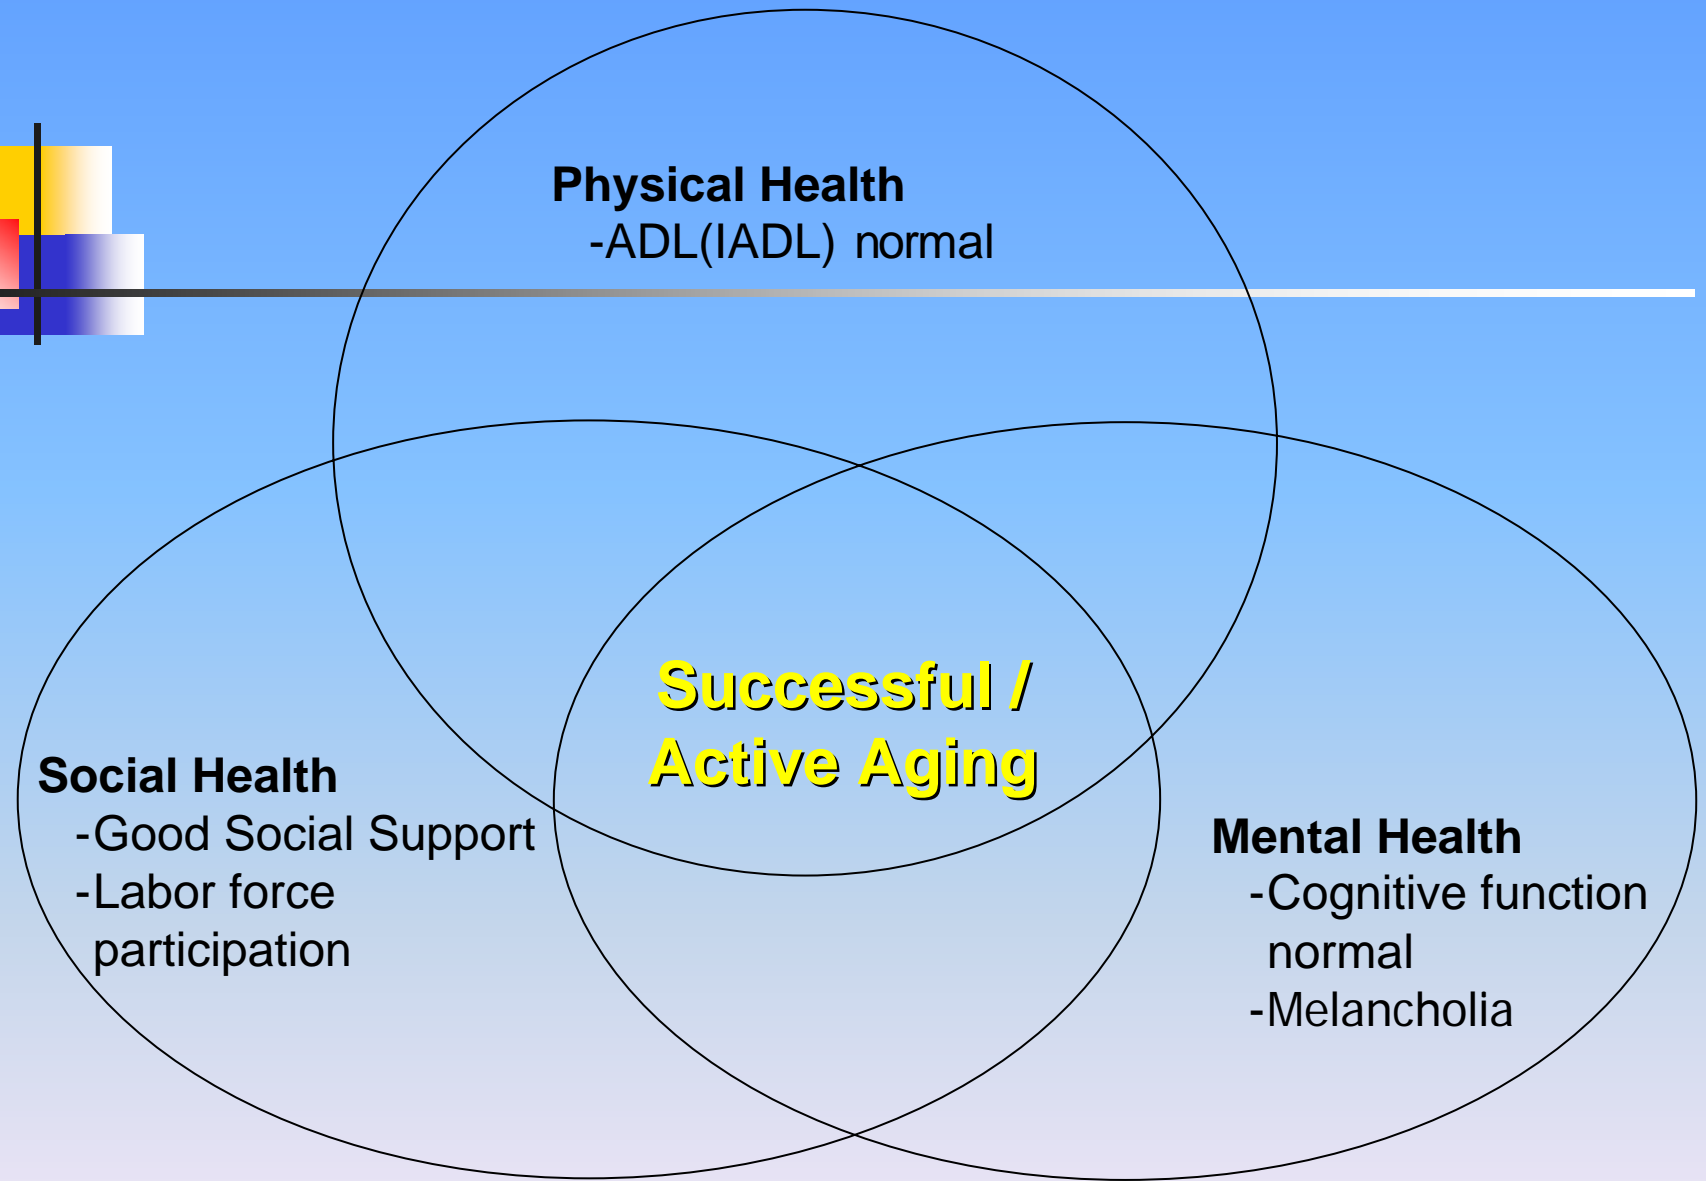 Physical Health
-ADL(IADL) normal
Successful /
Active Aging
Social Health
-Good Social Support
-Labor force
participation
Mental Health
-Cognitive function
normal
-Melancholia